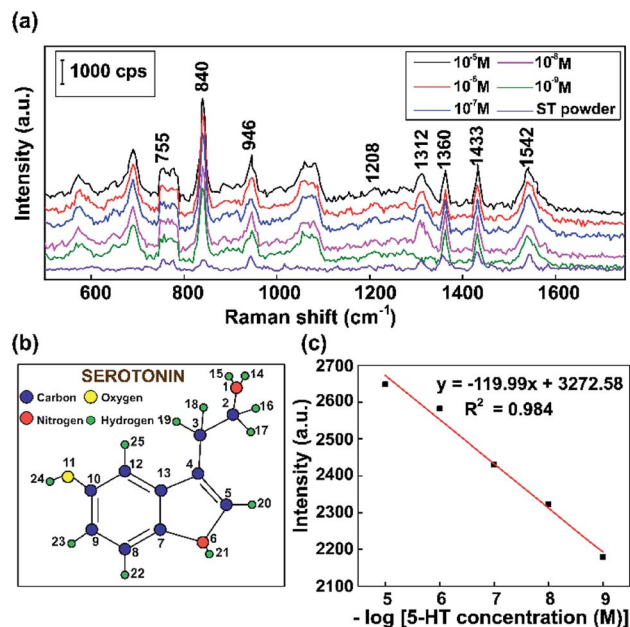 (a)
1000 cps
10⁻⁵M
10⁻⁶M
10⁻⁷M
10⁻⁸M
10⁻⁹M
ST powder
755
840
946
1208
1312
1360
1433
1542
Intensity (a.u.)
600 800 1000 1200 1400 1600
Raman shift (cm⁻¹)
(b)
SEROTONIN
Carbon Oxygen
Nitrogen Hydrogen
15 14
1
2 16
17
18
19 3
25
11
24 10 12 13 4
5
20
6
21
23 9 8 7
22
(c)
y = -119.99x + 3272.58
R² = 0.984
Intensity (a.u.)
2700
2600
2500
2400
2300
2200
2100
5 6 7 8 9
- log [5-HT concentration (M)]